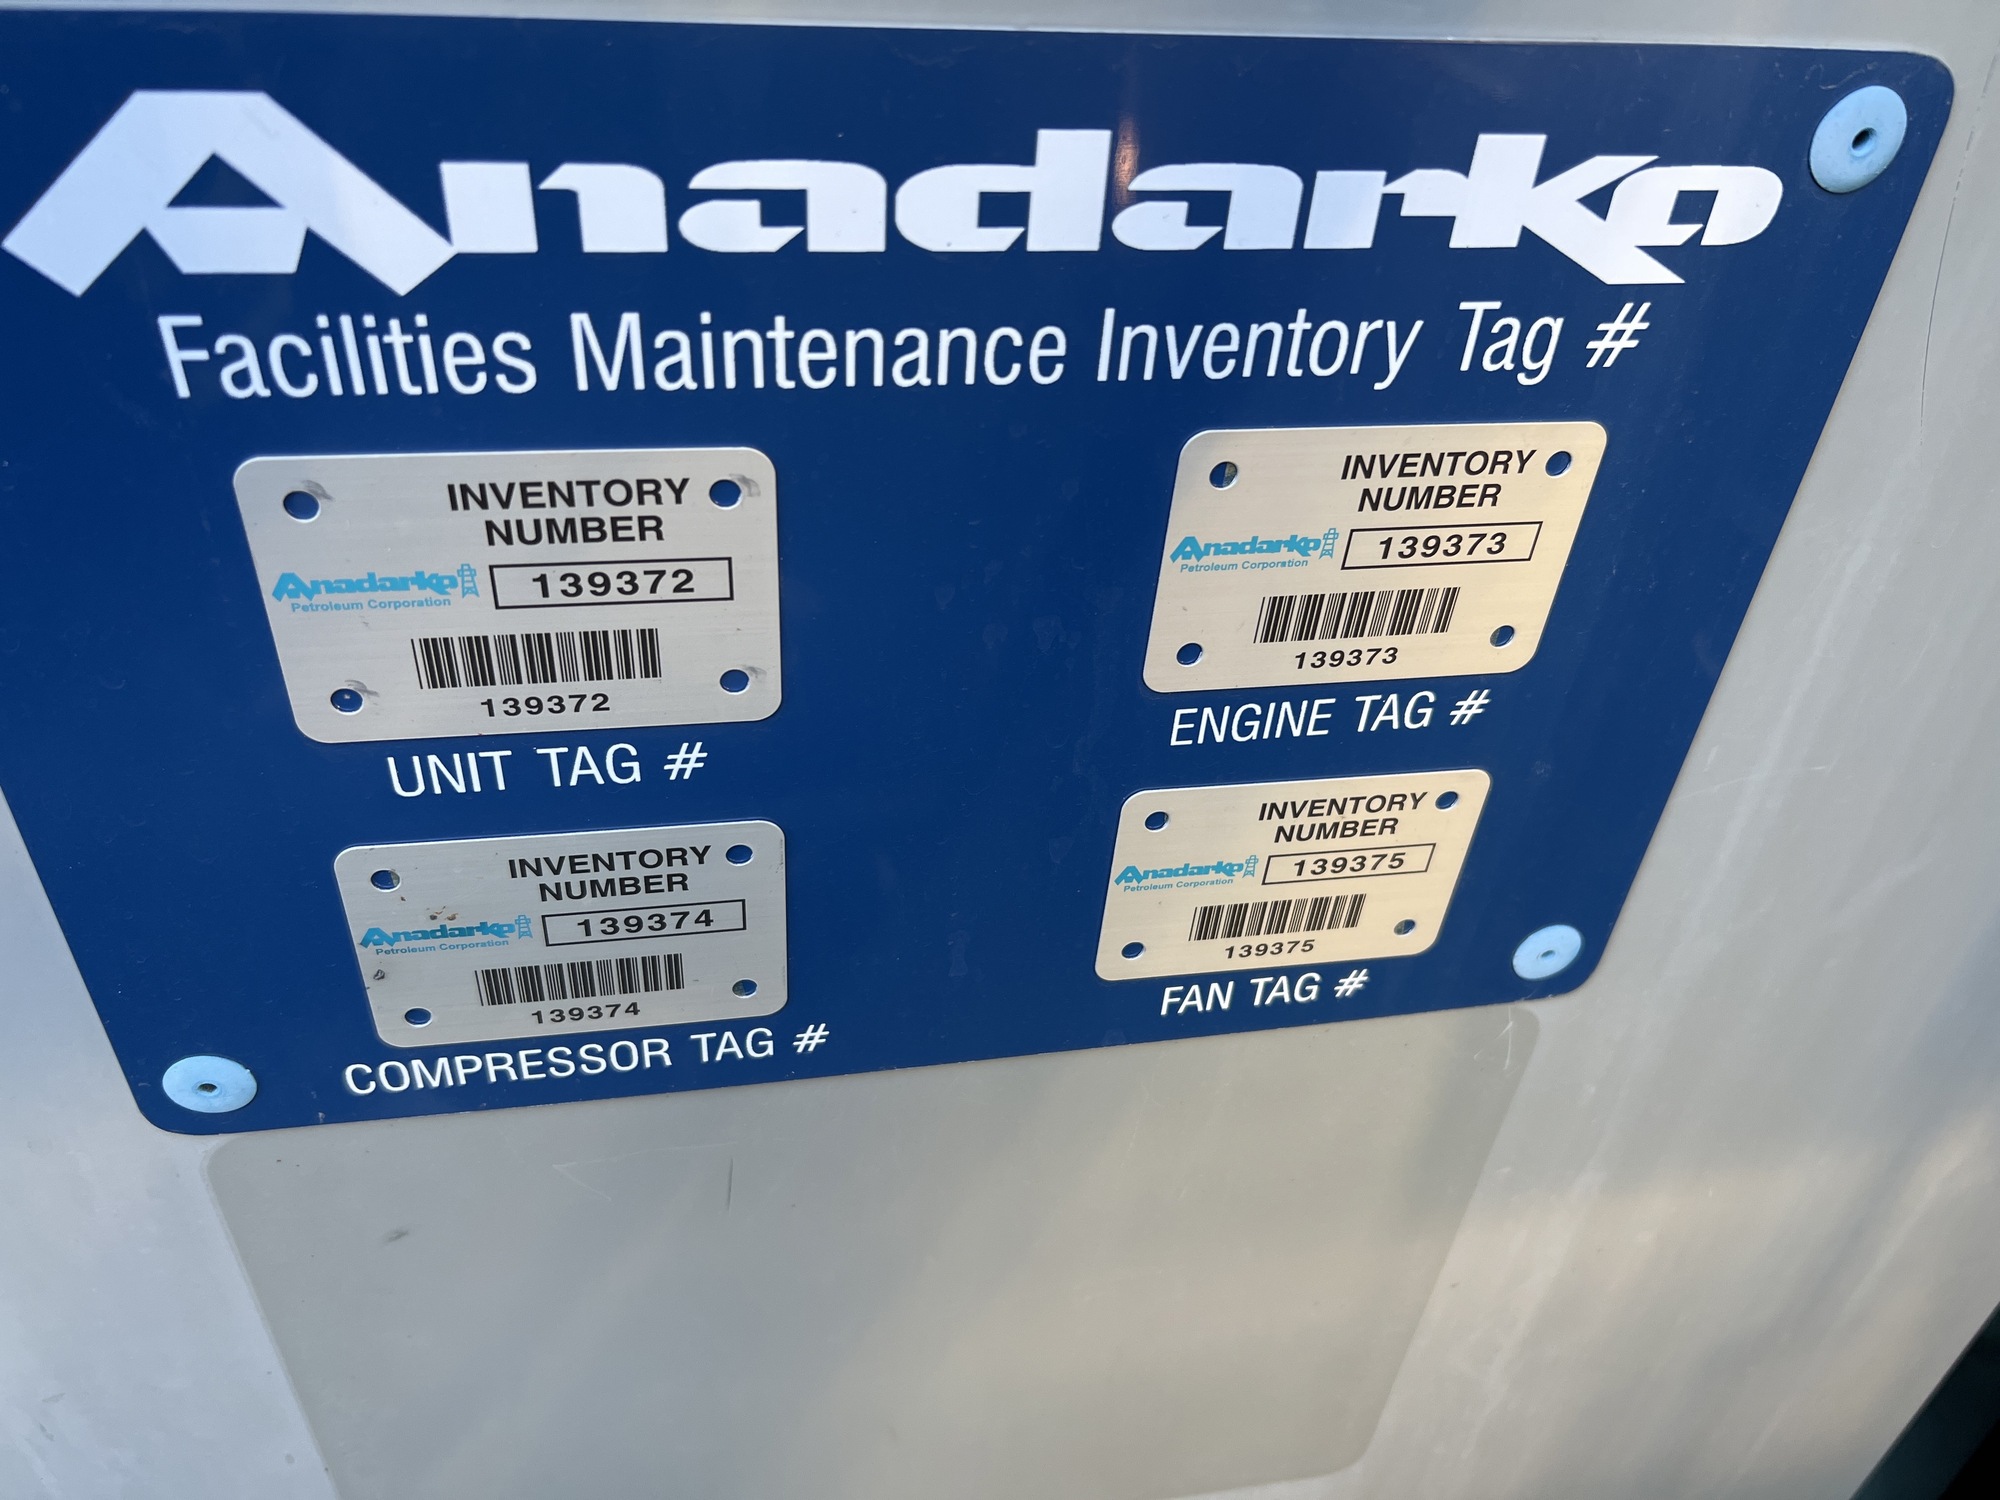 Anadarko
Facilities Maintenance Inventory Tag #
INVENTORY
NUMBER
Anadarko
Petroleum Corporation
139372
139372
UNIT TAG #
INVENTORY
NUMBER
Anadarko
Petroleum Corporation
139373
139373
ENGINE TAG #
INVENTORY
NUMBER
Anadarko
Petroleum Corporation
139374
139374
COMPRESSOR TAG #
INVENTORY
NUMBER
Anadarko
Petroleum Corporation
139375
139375
FAN TAG #